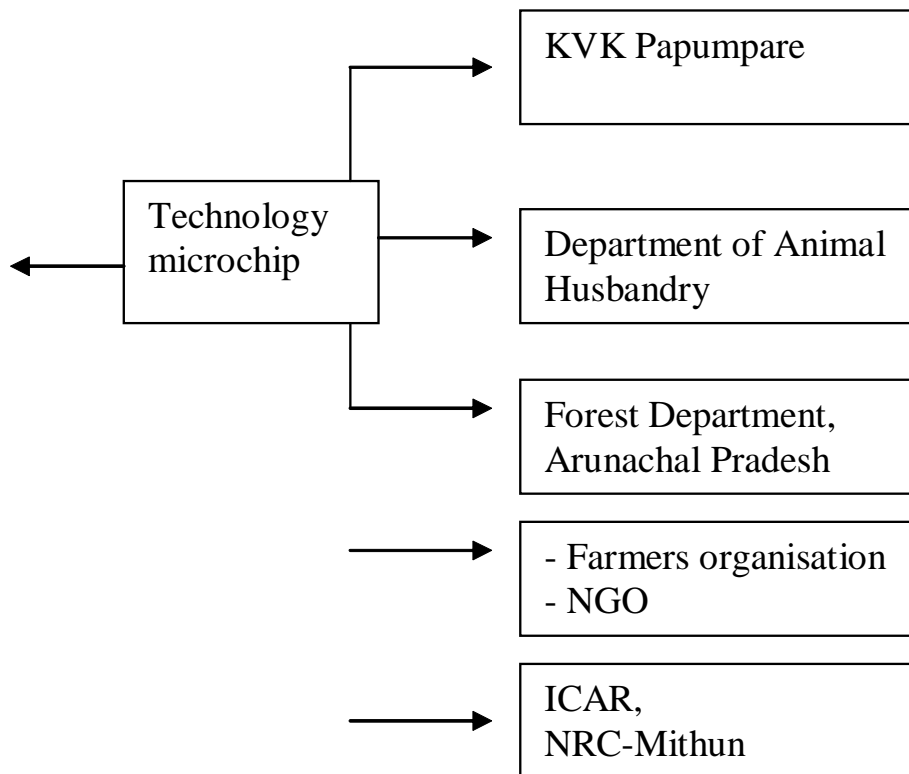 KVK Papumpare
Technology
microchip
Department of Animal
Husbandry
Forest Department,
Arunachal Pradesh
- Farmers organisation
- NGO
ICAR,
NRC-Mithun